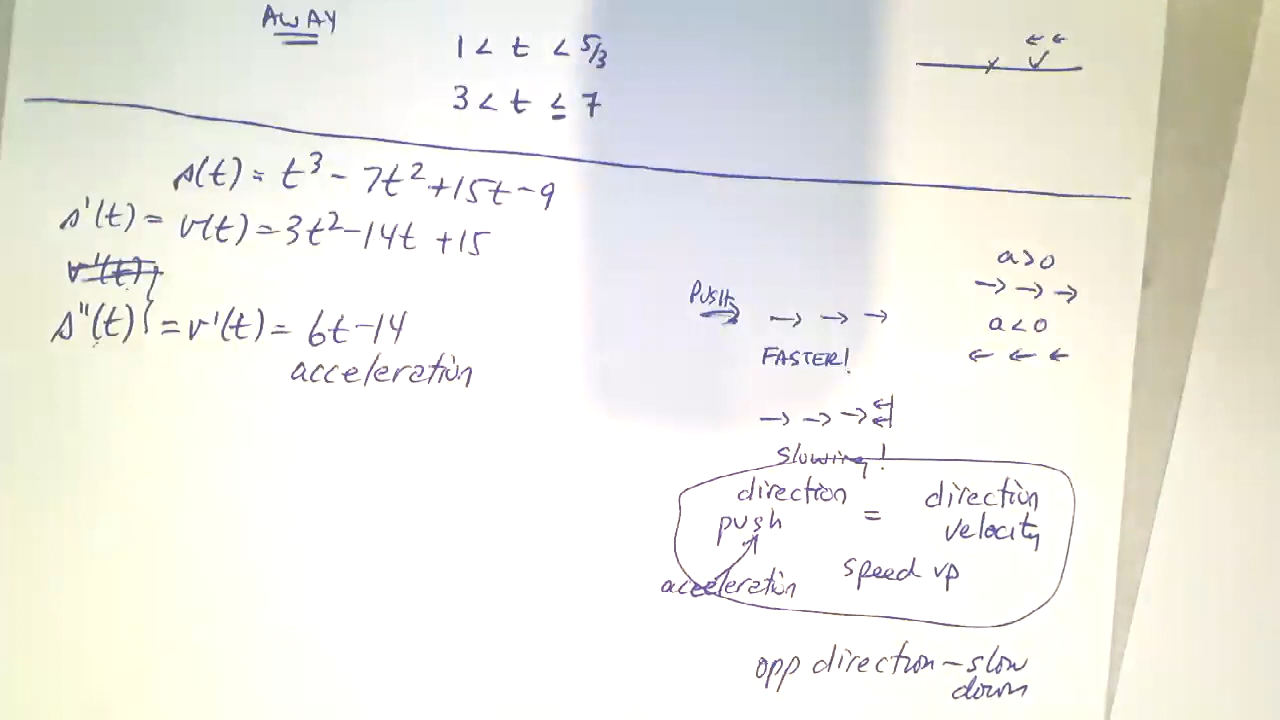 AWAY
1 < t < 5/3
3 < t ≤ 7
s(t) = t³ - 7t² + 15t - 9
s'(t) = v(t) = 3t² - 14t + 15
v'(t)
s''(t) = v'(t) = 6t - 14
acceleration
a > 0
→ → →
a < 0
← ← ←
PUSH
→ → →
FASTER!
→ → →
slowing!
direction = direction
push velocity
acceleration speed up
opp direction - slow
down